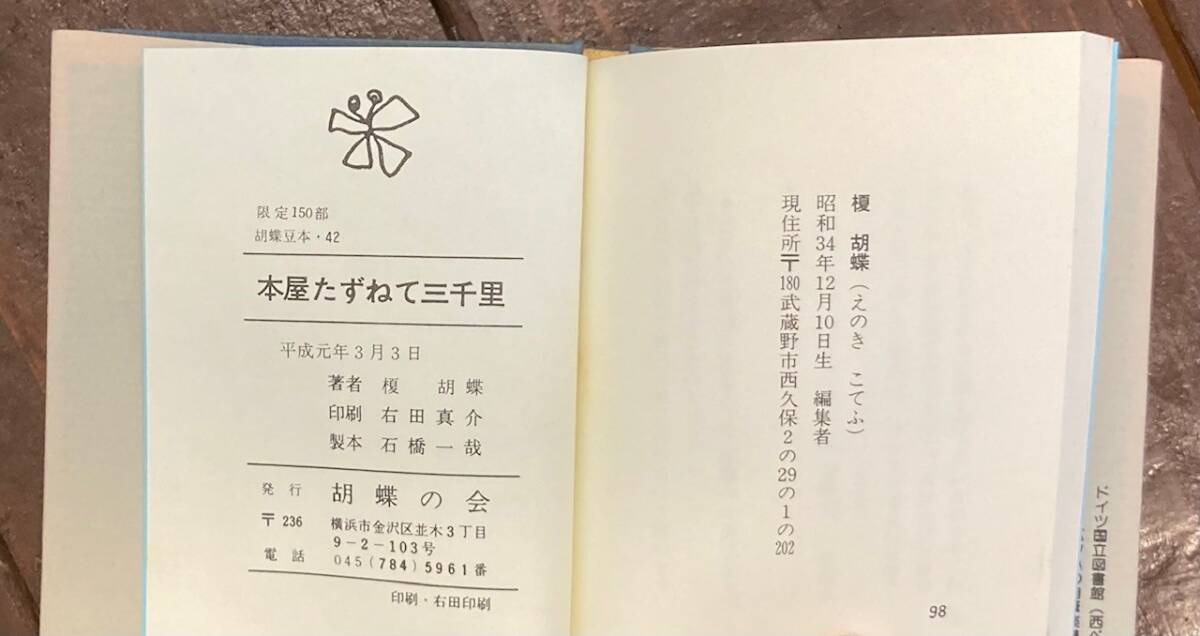 榎 胡蝶(えのき こてふ)
昭和34年12月10日生 編集者
現住所〒180武蔵野市西久保2の29の1の202
98
限定150部
胡蝶豆本・42
本屋たずねて三千里
平成元年3月3日
著者 榎 胡蝶
印刷 右田真介
製本 石橋一哉
発行 胡蝶の会
〒236 横浜市金沢区並木3丁目
9-2-103号
電話 045(784)5961番
印刷・右田印刷
ドイツ国立図書館(西